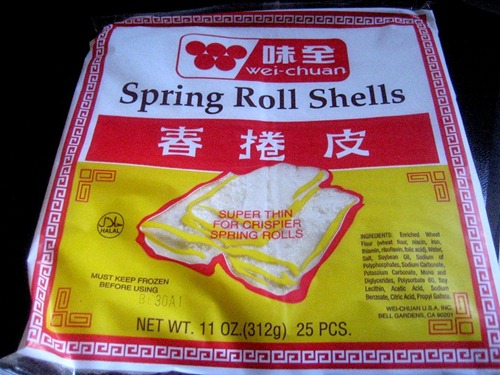 味全
wei-chuan
Spring Roll Shells
春捲皮
SUPER THIN
FOR CRISPIER
SPRING ROLLS
حلال
HALAL
INGREDIENTS: Enriched Wheat
Flour (wheat flour, niacin, iron,
thiamin, riboflavin, folic acid), Water,
Salt, Soybean Oil, Sodium of
Polyphosphate, Sodium Carbonate,
Potassium Carbonate, Mono and
Diglycerides, Polysorbate 60, Soy
Lecithin, Acetic Acid, Sodium
Benzoate, Citric Acid, Propyl Gallate.
WEI-CHUAN U.S.A. INC.
BELL GARDENS, CA 90201
MUST KEEP FROZEN
BEFORE USING
30A1
NET WT. 11 OZ.(312g) 25 PCS.